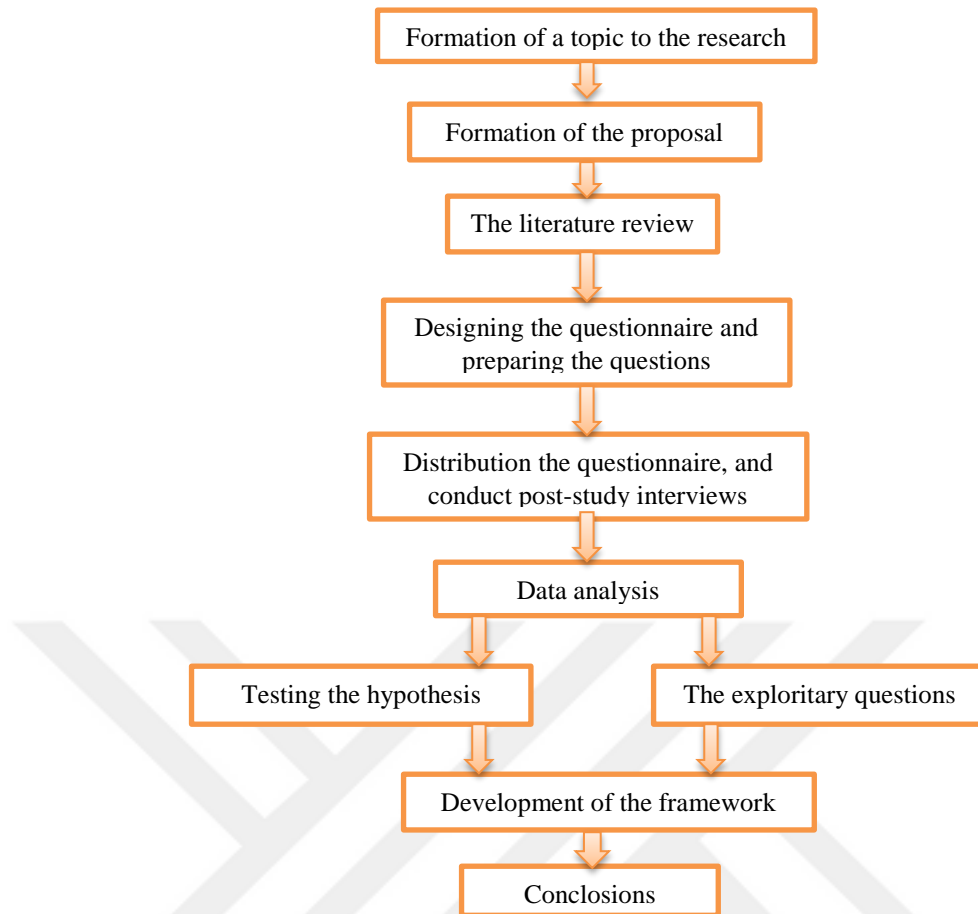 Formation of a topic to the research
Formation of the proposal
The literature review
Designing the questionnaire and
preparing the questions
Distribution the questionnaire, and
conduct post-study interviews
Data analysis
Testing the hypothesis
The exploritary questions
Development of the framework
Conclosions